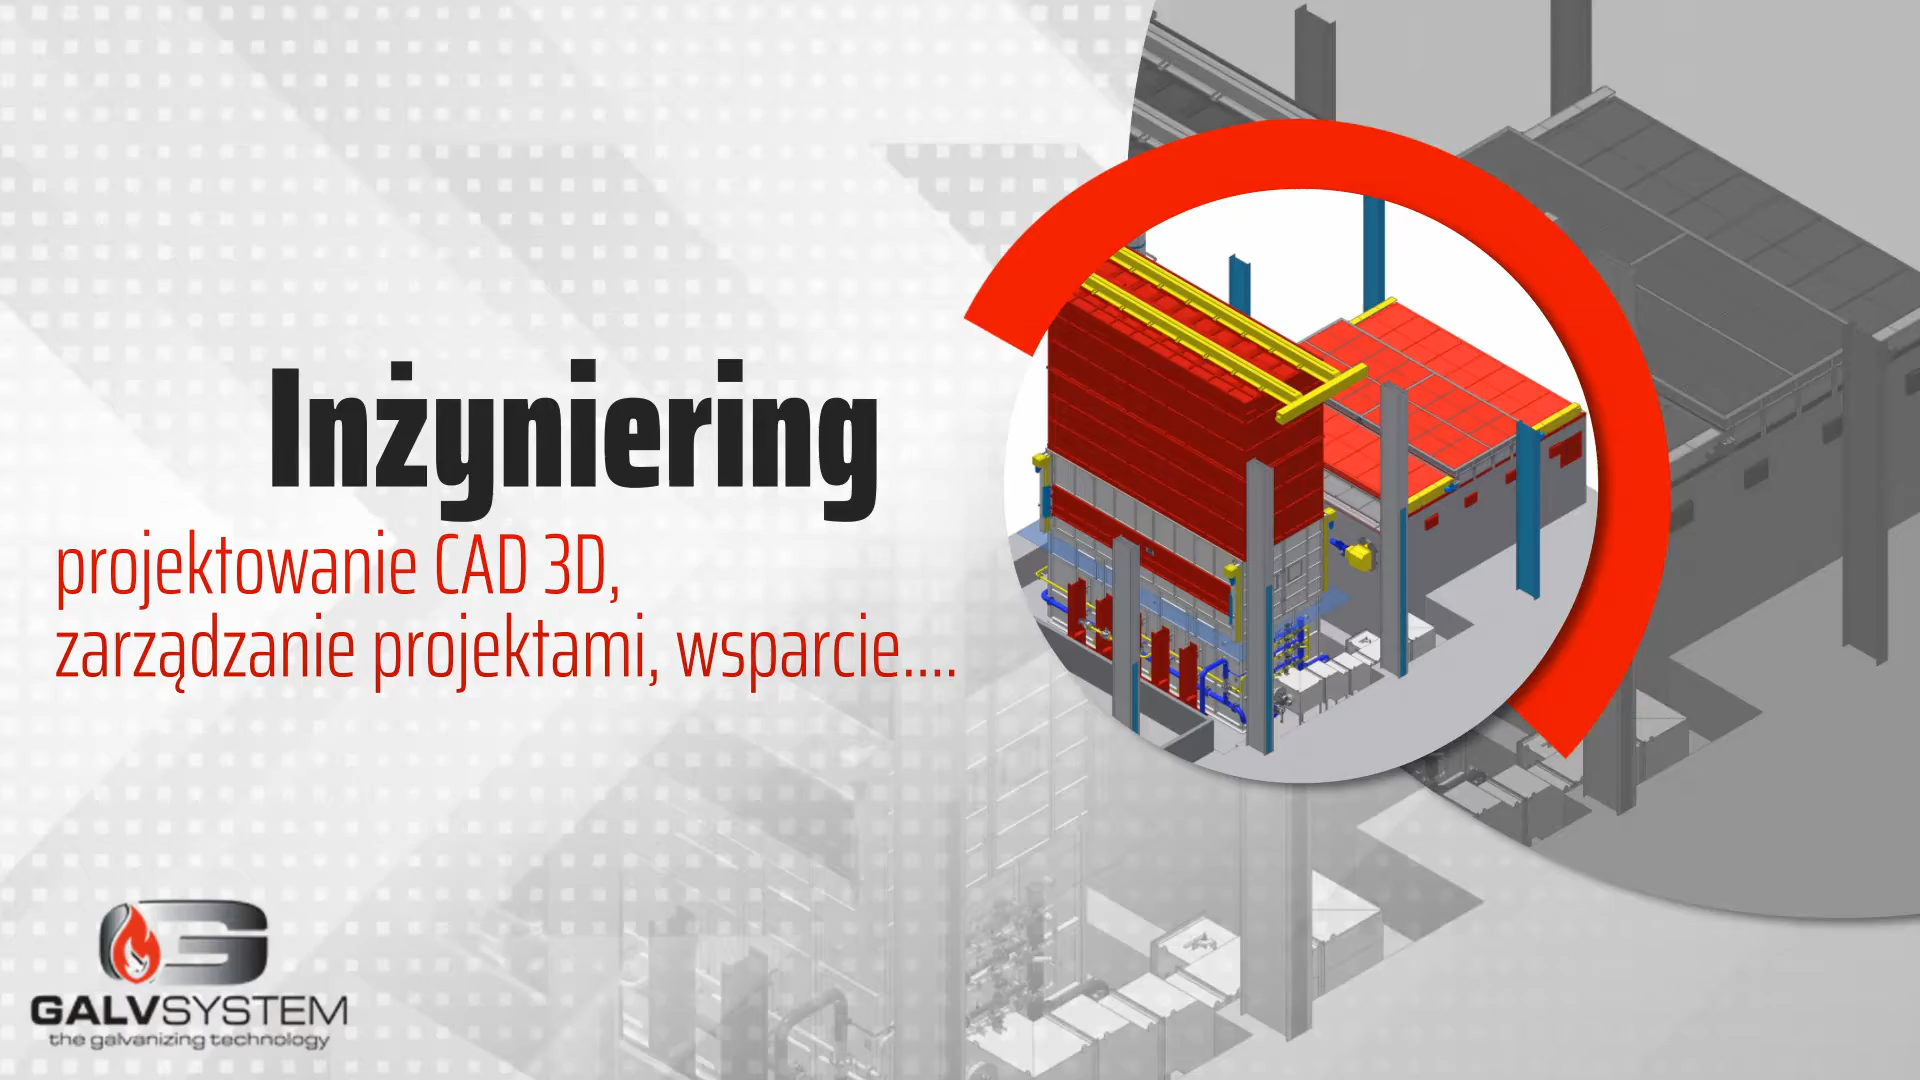 Inżyniering
projektowanie CAD 3D,
zarządzanie projektami, wsparcie....
GALVSYSTEM
the galvanizing technology